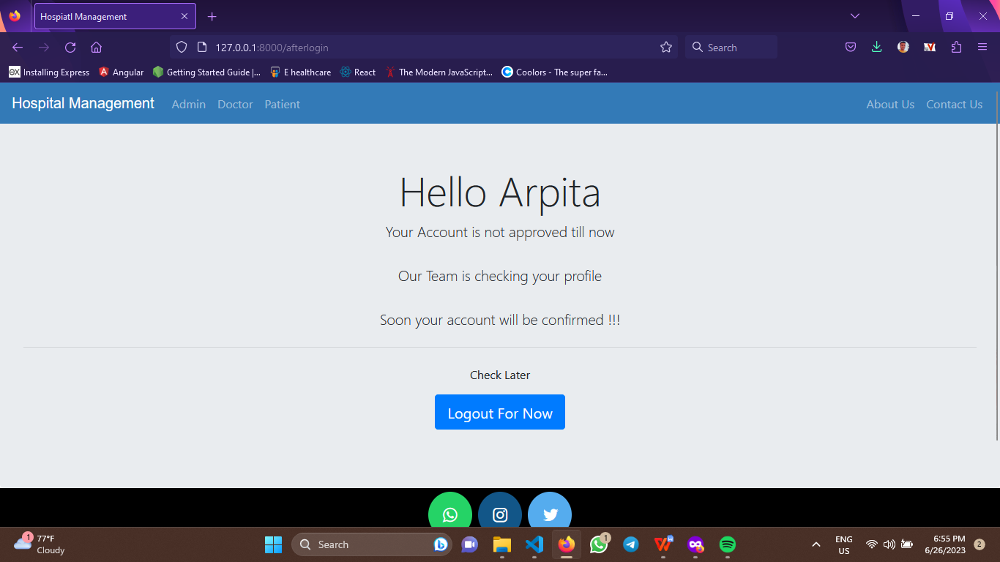 Hospiatl Management
127.0.0.1:8000/afterlogin
Search
Installing Express
Angular
Getting Started Guide |...
E healthcare
React
The Modern JavaScript...
Coolors - The super fa...
Hospital Management
Admin
Doctor
Patient
About Us
Contact Us
Hello Arpita
Your Account is not approved till now
Our Team is checking your profile
Soon your account will be confirmed !!!
Check Later
Logout For Now
1
77°F
Cloudy
Search
1
ENG
US
6:55 PM
6/26/2023
2